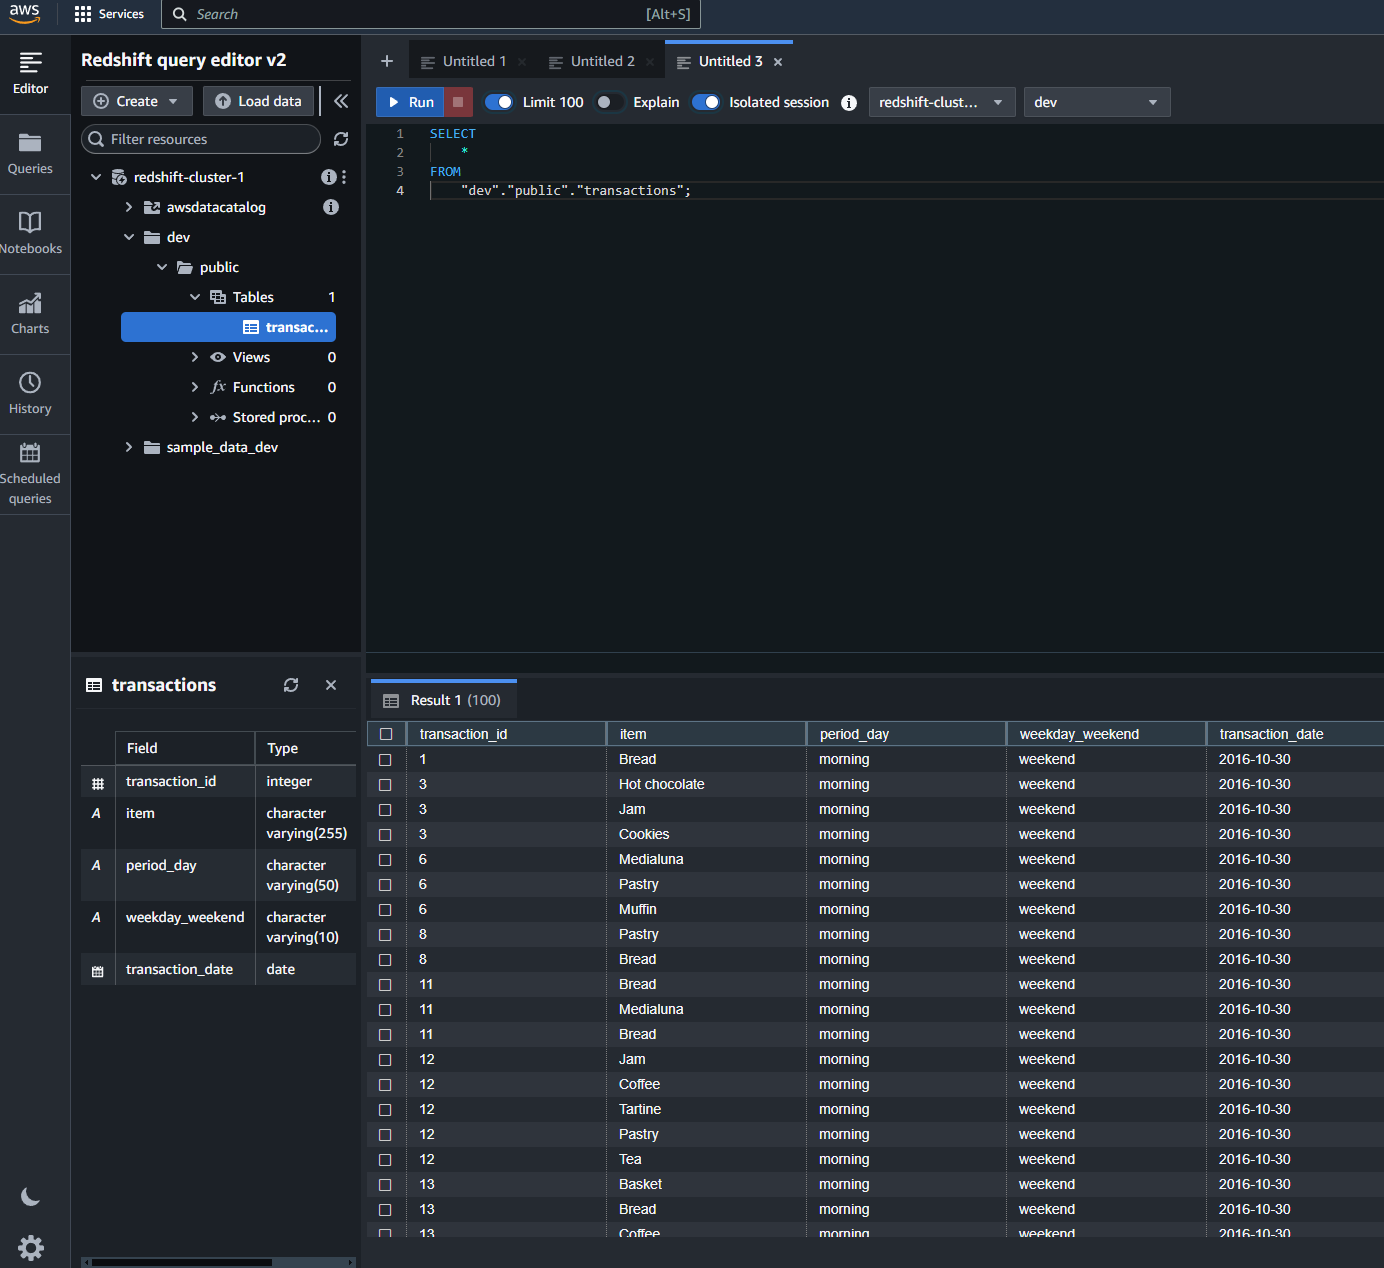 aws Services Search [Alt+S]
Editor
Queries
Notebooks
Charts
History
Scheduled
queries
Redshift query editor v2
Create Load data
Filter resources
redshift-cluster-1
awsdatacatalog
dev
public
Tables 1
transac...
Views 0
fx Functions 0
Stored proc... 0
sample_data_dev
transactions
Field Type
transaction_id integer
A item character
varying(255)
A period_day character
varying(50)
A weekday_weekend character
varying(10)
transaction_date date
+ Untitled 1 × Untitled 2 × Untitled 3 ×
Run Limit 100 Explain Isolated session redshift-clust... dev
1 SELECT
2 *
3 FROM
4 "dev"."public"."transactions";
Result 1 (100)
transaction_id item period_day weekday_weekend transaction_date
1 Bread morning weekend 2016-10-30
3 Hot chocolate morning weekend 2016-10-30
3 Jam morning weekend 2016-10-30
3 Cookies morning weekend 2016-10-30
6 Medialuna morning weekend 2016-10-30
6 Pastry morning weekend 2016-10-30
6 Muffin morning weekend 2016-10-30
8 Pastry morning weekend 2016-10-30
8 Bread morning weekend 2016-10-30
11 Bread morning weekend 2016-10-30
11 Medialuna morning weekend 2016-10-30
11 Bread morning weekend 2016-10-30
12 Jam morning weekend 2016-10-30
12 Coffee morning weekend 2016-10-30
12 Tartine morning weekend 2016-10-30
12 Pastry morning weekend 2016-10-30
12 Tea morning weekend 2016-10-30
13 Basket morning weekend 2016-10-30
13 Bread morning weekend 2016-10-30
13 Coffee morning weekend 2016-10-30